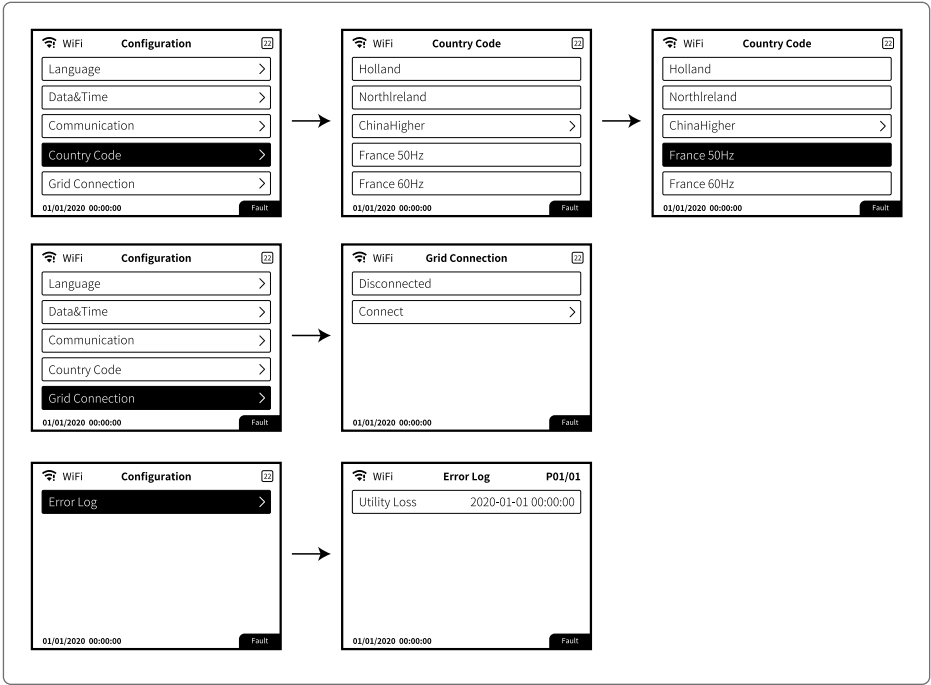 WiFi Configuration 22
Language
Data&Time
Communication
Country Code
Grid Connection
01/01/2020 00:00:00 Fault
WiFi Country Code 22
Holland
NorthIreland
ChinaHigher
France 50Hz
France 60Hz
01/01/2020 00:00:00 Fault
WiFi Country Code 22
Holland
NorthIreland
ChinaHigher
France 50Hz
France 60Hz
01/01/2020 00:00:00 Fault
WiFi Configuration 22
Language
Data&Time
Communication
Country Code
Grid Connection
01/01/2020 00:00:00 Fault
WiFi Grid Connection 22
Disconnected
Connect
01/01/2020 00:00:00 Fault
WiFi Configuration 22
Error Log
01/01/2020 00:00:00 Fault
WiFi Error Log P01/01
Utility Loss 2020-01-01 00:00:00
01/01/2020 00:00:00 Fault